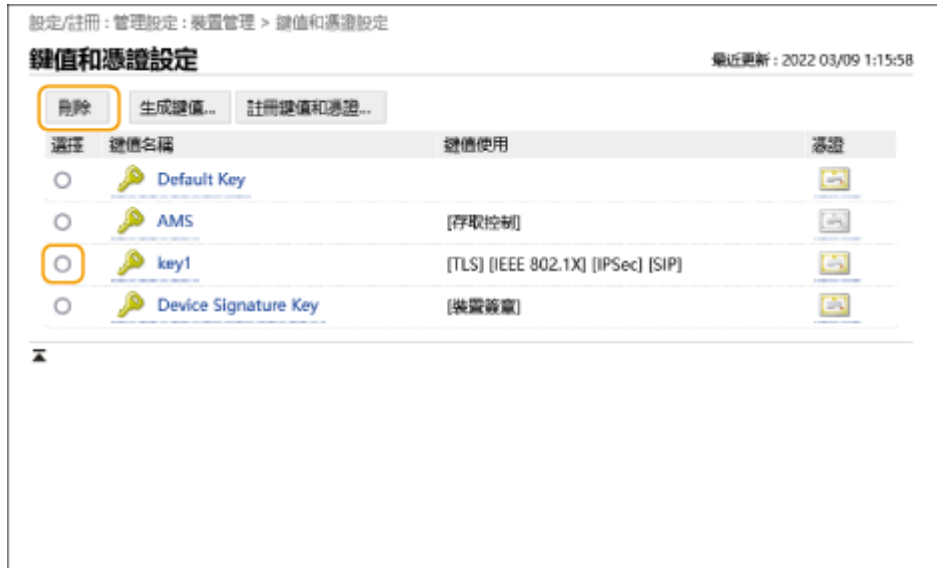 設定/註冊 : 管理設定 : 裝置管理 > 鍵值和憑證設定
鍵值和憑證設定 最近更新 : 2022 03/09 1:15:58
刪除 生成鍵值... 註冊鍵值和憑證...
選擇 鍵值名稱 鍵值使用 憑證
Default Key
AMS [存取控制]
key1 [TLS] [IEEE 802.1X] [IPSec] [SIP]
Device Signature Key [裝置簽章]